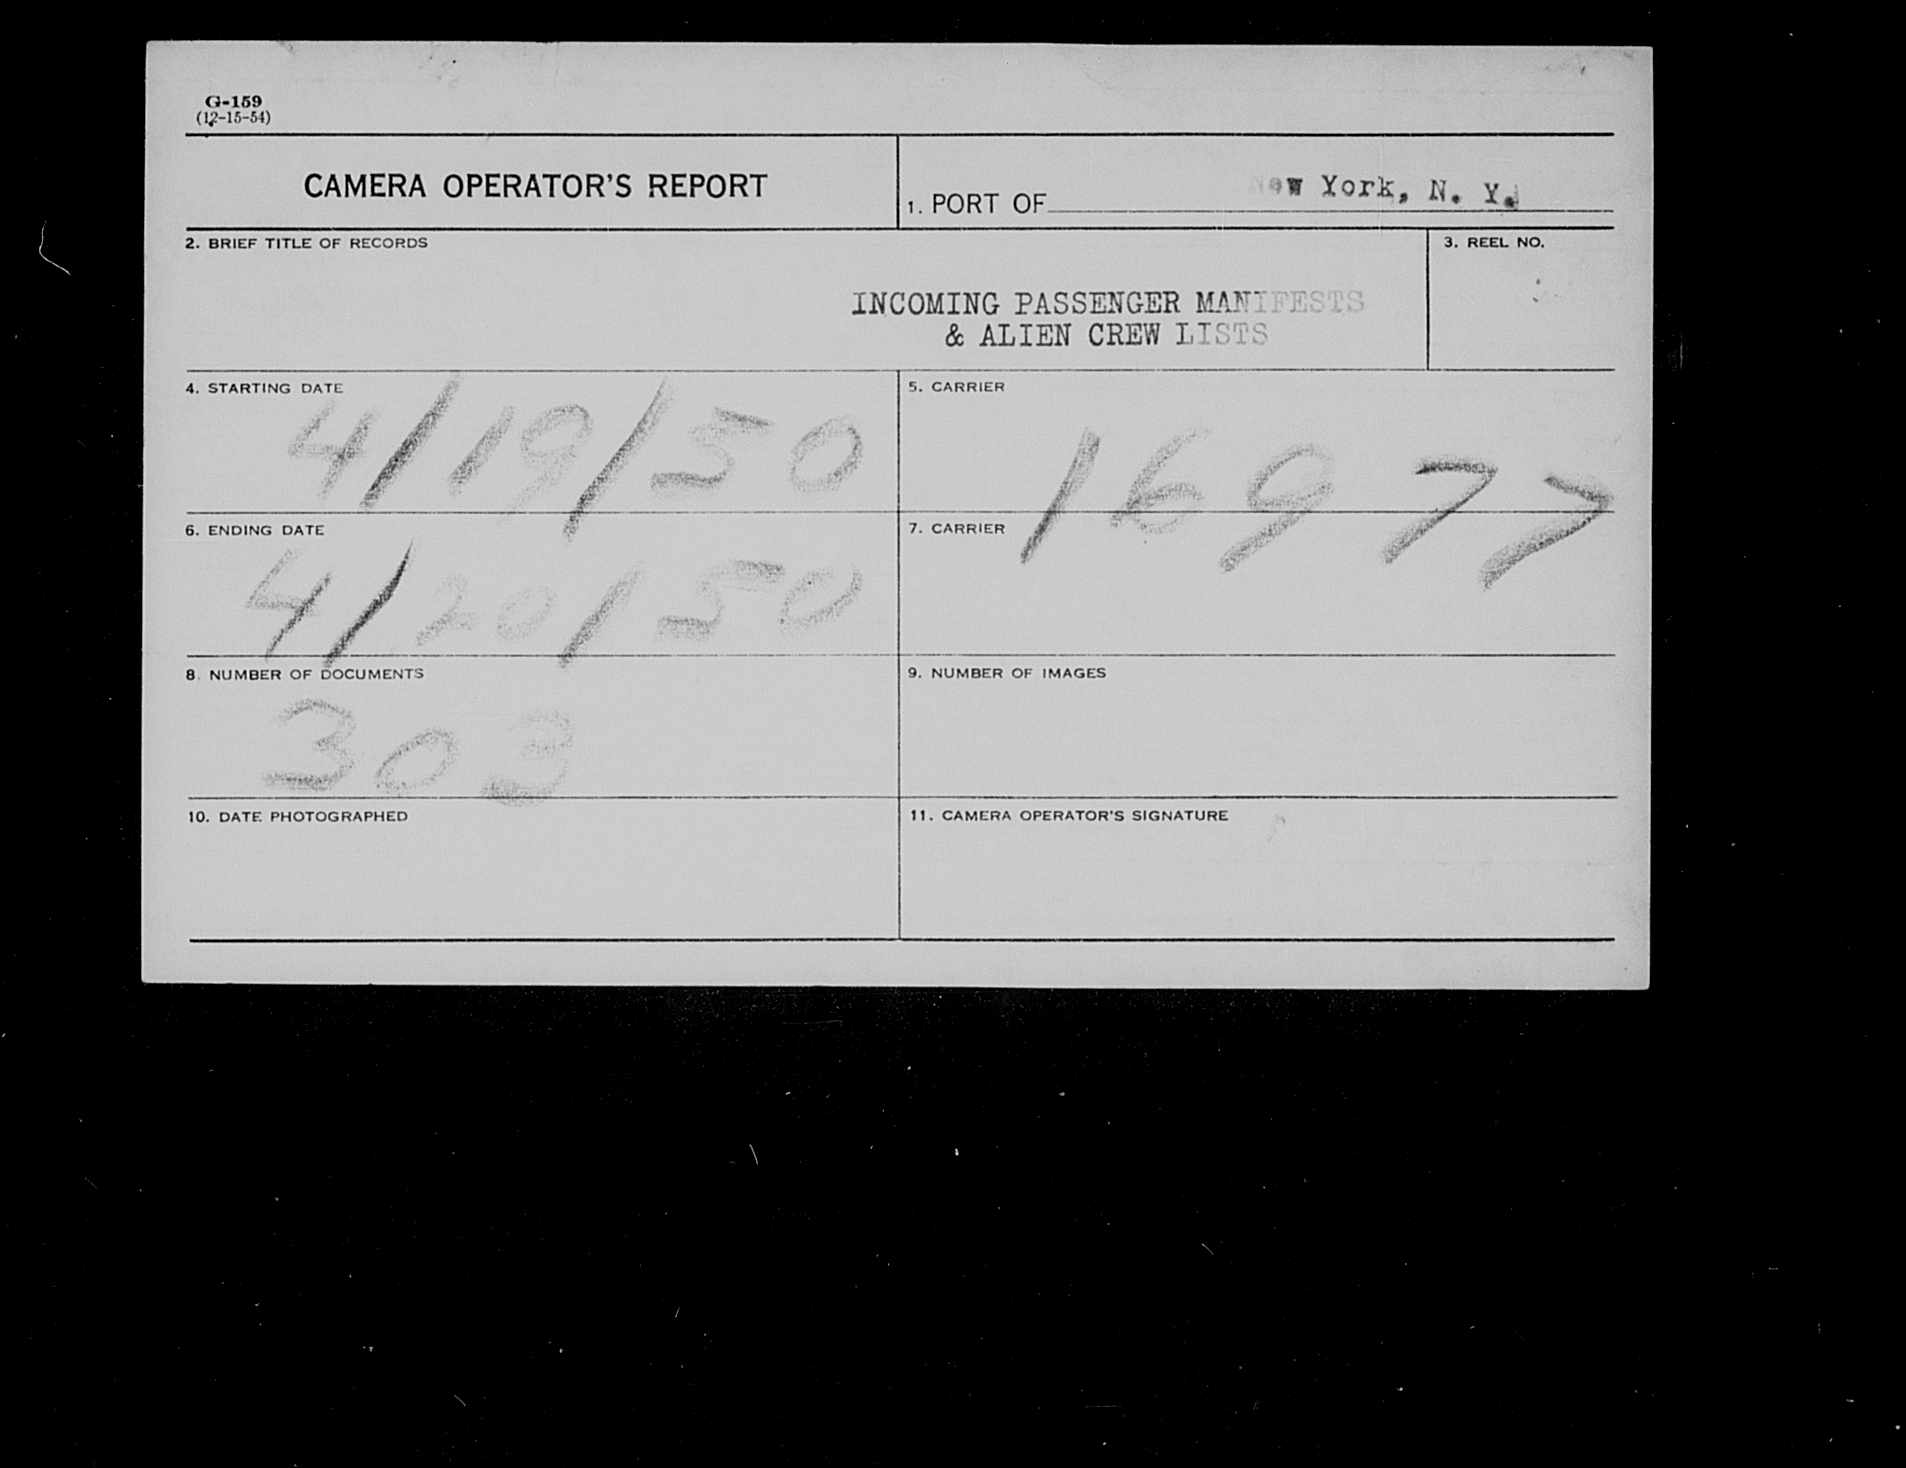 G-159
(12-15-54)
CAMERA OPERATOR'S REPORT
1. PORT OF New York, N. Y.
2. BRIEF TITLE OF RECORDS
3. REEL NO.
INCOMING PASSENGER MANIFESTS
& ALIEN CREW LISTS
4. STARTING DATE
4/19/50
5. CARRIER
16977
6. ENDING DATE
4/20/50
7. CARRIER
8. NUMBER OF DOCUMENTS
303
9. NUMBER OF IMAGES
10. DATE PHOTOGRAPHED
11. CAMERA OPERATOR'S SIGNATURE